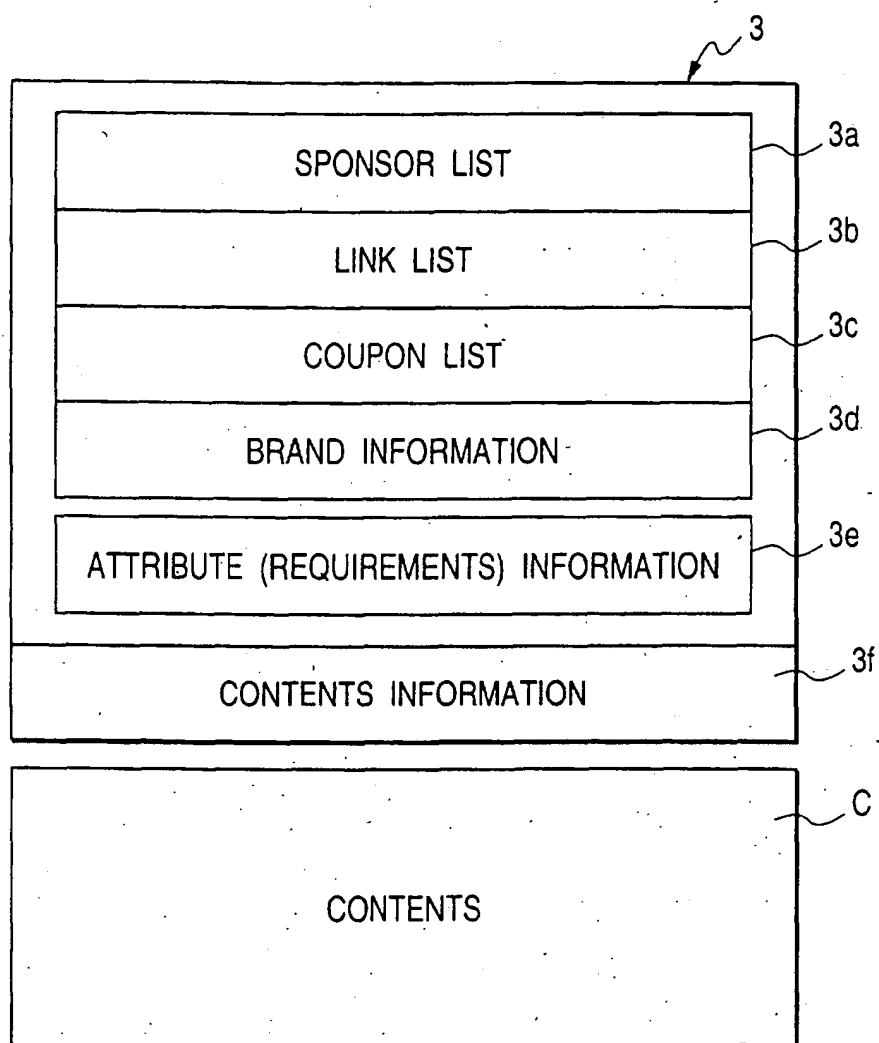 3
SPONSOR LIST
3a
LINK LIST
3b
COUPON LIST
3c
BRAND INFORMATION
3d
ATTRIBUTE (REQUIREMENTS) INFORMATION
3e
CONTENTS INFORMATION
3f
CONTENTS
C